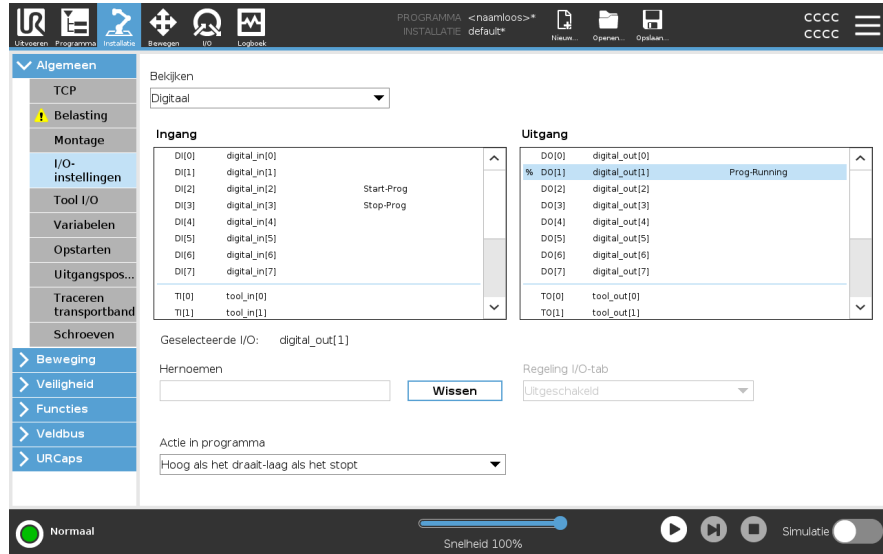 PROGRAMMA <naamloos>*
INSTALLATIE default*
CCCC
CCCC
Uitvoeren Programma Installatie Bewegen I/O Logboek Nieuw... Openen... Opslaan...
Algemeen
TCP
Belasting
Montage
I/O-
instellingen
Tool I/O
Variabelen
Opstarten
Uitgangspos...
Traceren
transportband
Schroeven
Beweging
Veiligheid
Functies
Veldbus
URCaps
Bekijken
Digitaal
Ingang
DI[0] digital_in[0]
DI[1] digital_in[1]
DI[2] digital_in[2] Start-Prog
DI[3] digital_in[3] Stop-Prog
DI[4] digital_in[4]
DI[5] digital_in[5]
DI[6] digital_in[6]
DI[7] digital_in[7]
TI[0] tool_in[0]
TI[1] tool_in[1]
Uitgang
DO[0] digital_out[0]
% DO[1] digital_out[1] Prog-Running
DO[2] digital_out[2]
DO[3] digital_out[3]
DO[4] digital_out[4]
DO[5] digital_out[5]
DO[6] digital_out[6]
DO[7] digital_out[7]
TO[0] tool_out[0]
TO[1] tool_out[1]
Geselecteerde I/O: digital_out[1]
Hernoemen
Wissen
Regeling I/O-tab
Uitgeschakeld
Actie in programma
Hoog als het draait-laag als het stopt
Normaal
Snelheid 100%
Simulatie